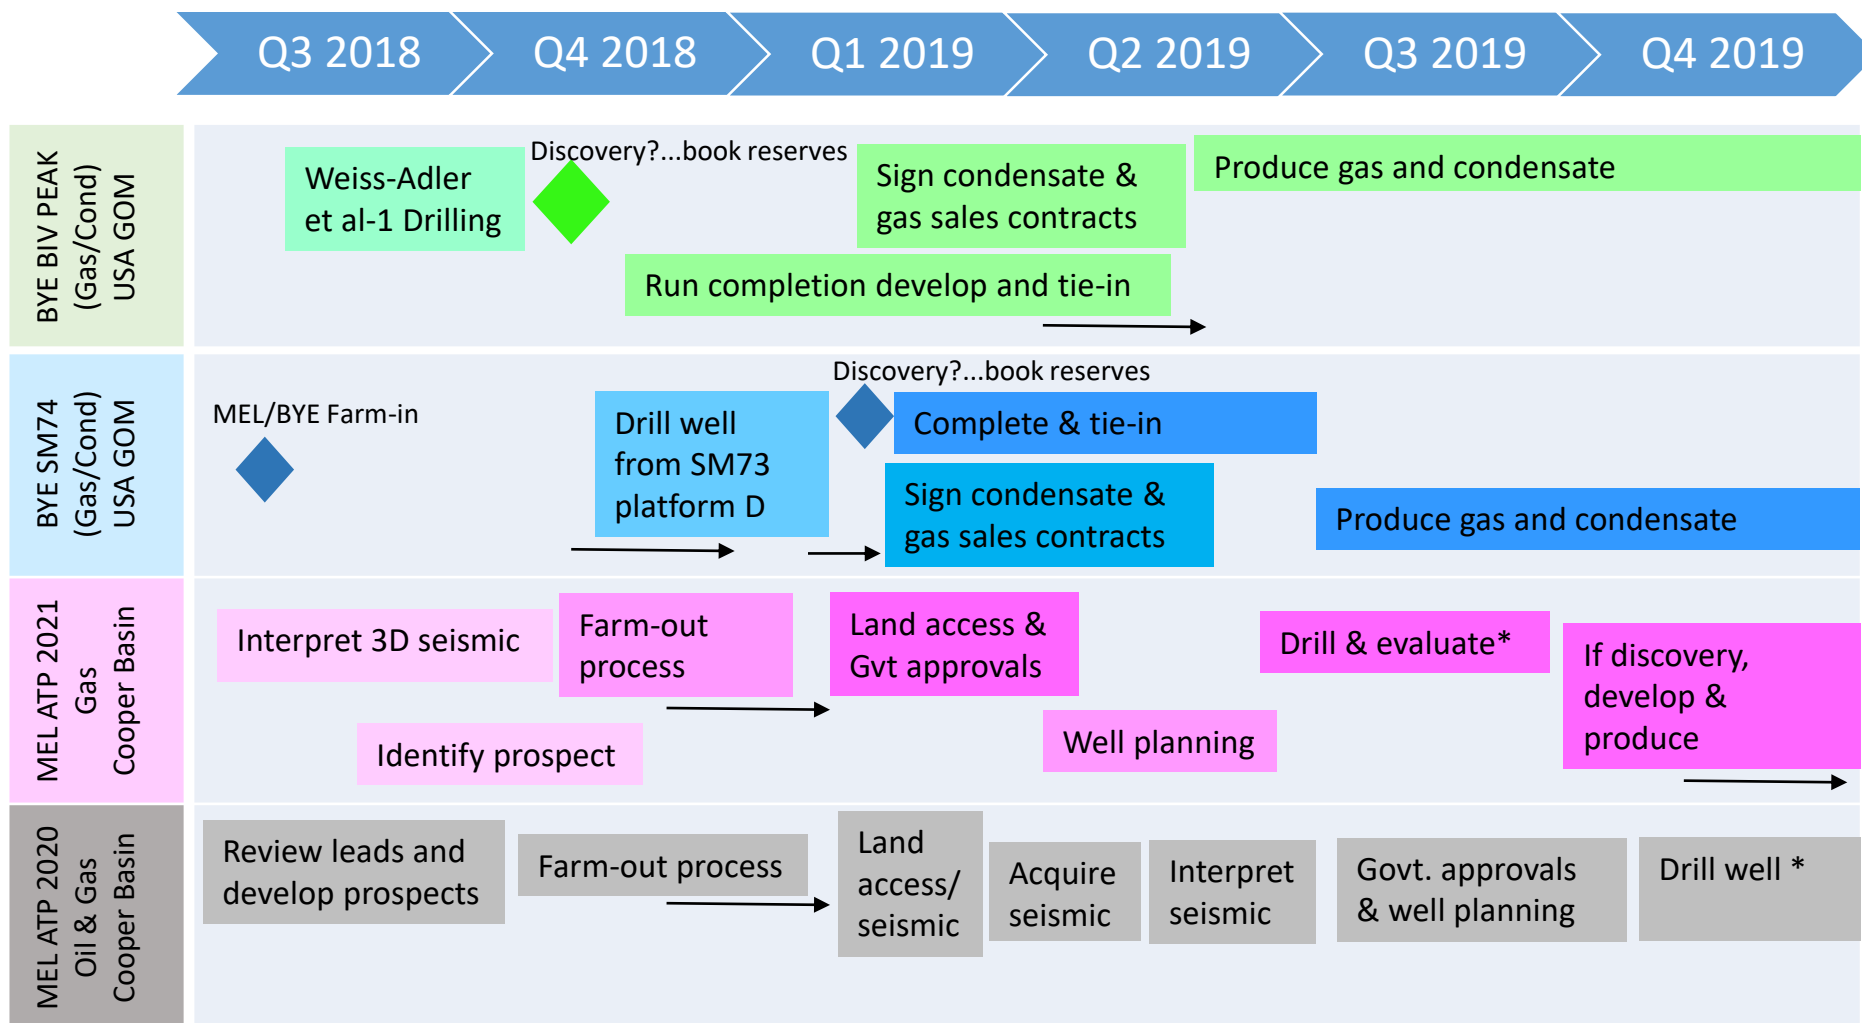 Q3 2018
Q4 2018
Q1 2019
Q2 2019
Q3 2019
Q4 2019
BYE BIV PEAK
(Gas/Cond)
USA GOM
Weiss-Adler
et al-1 Drilling
Discovery?...book reserves
Sign condensate &
gas sales contracts
Produce gas and condensate
Run completion develop and tie-in
BYE SM74
(Gas/Cond)
USA GOM
MEL/BYE Farm-in
Drill well
from SM73
platform D
Discovery?...book reserves
Complete & tie-in
Sign condensate &
gas sales contracts
Produce gas and condensate
MEL ATP 2021
Gas
Cooper Basin
Interpret 3D seismic
Farm-out
process
Land access &
Gvt approvals
Drill & evaluate*
If discovery,
develop &
produce
Identify prospect
Well planning
MEL ATP 2020
Oil & Gas
Cooper Basin
Review leads and
develop prospects
Farm-out process
Land
access/
seismic
Acquire
seismic
Interpret
seismic
Govt. approvals
& well planning
Drill well *